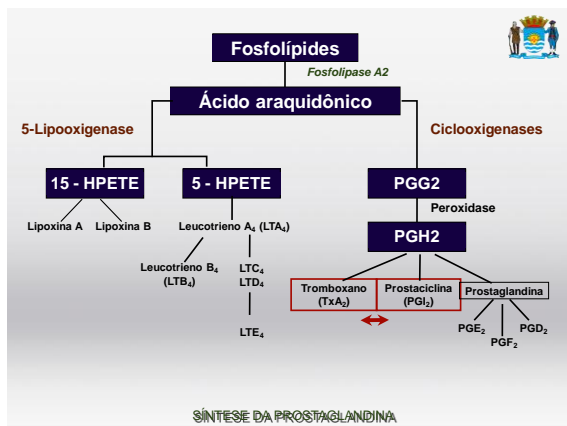 Fosfolípides
Fosfolipase A2
Ácido araquidônico
5-Lipooxigenase
Ciclooxigenases
15 - HPETE
5 - HPETE
PGG2
Peroxidase
Lipoxina A
Lipoxina B
Leucotrieno A₄ (LTA₄)
PGH2
Leucotrieno B₄
(LTB₄)
LTC₄
LTD₄
LTE₄
Tromboxano
(TxA₂)
Prostaciclina
(PGI₂)
Prostaglandina
PGE₂
PGF₂
PGD₂
SÍNTESE DA PROSTAGLANDINA